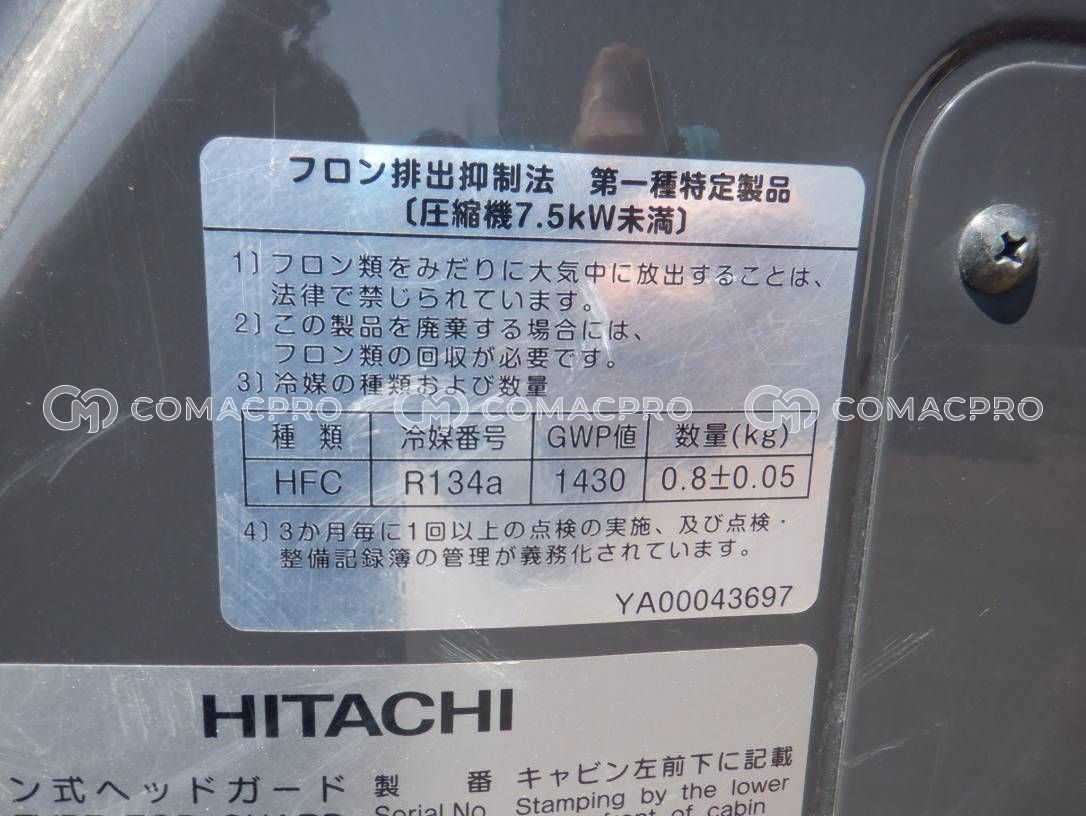 フロン排出抑制法 第一種特定製品
〔圧縮機7.5kW未満〕
1〕フロン類をみだりに大気中に放出することは、
法律で禁じられています。
2〕この製品を廃棄する場合には、
フロン類の回収が必要です。
3〕冷媒の種類および数量
COMACPRO COMACPRO COMACPRO
種類 冷媒番号 GWP値 数量(kg)
HFC R134a 1430 0.8±0.05
4〕3か月毎に1回以上の点検の実施、及び点検・
整備記録簿の管理が義務化されています。
YA00043697
HITACHI
ン式ヘッドガード 製 番 キャビン左前下に記載
Serial No. Stamping by the lower
front of cabin